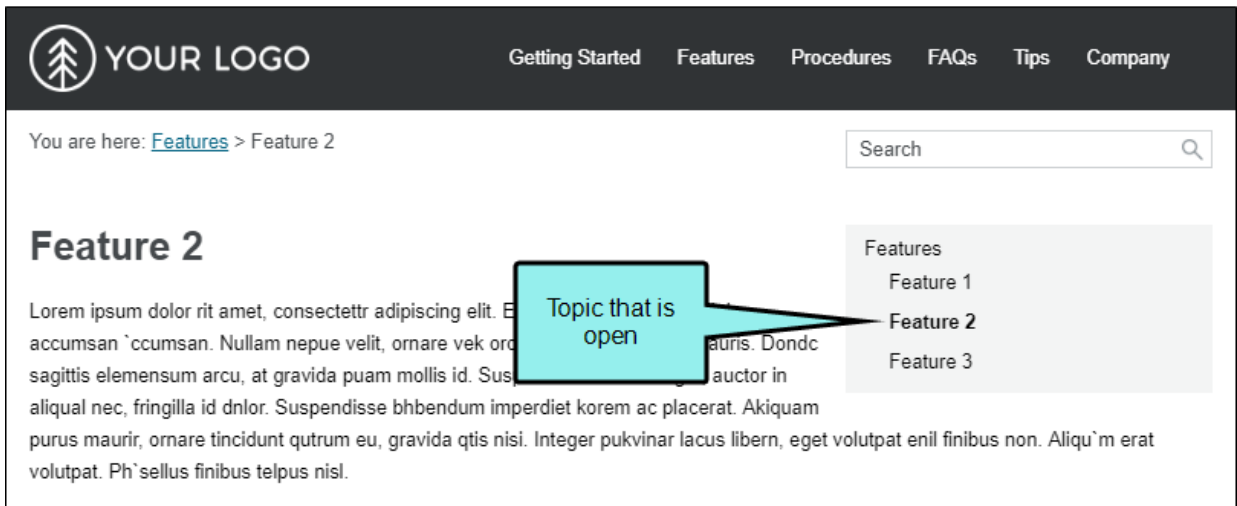 YOUR LOGO
Getting Started Features Procedures FAQs Tips Company
You are here: Features > Feature 2
Search
Feature 2
Lorem ipsum dolor rit amet, consectettr adipiscing elit.
accumsan `ccumsan. Nullam nepue velit, ornare vek Dondc
sagittis elemensum arcu, at gravida puam mollis id. auctor in
aliqual nec, fringilla id dnlor. Suspendisse bhbendum imperdiet korem ac placerat. Akiquam
purus maurir, ornare tincidunt qutrum eu, gravida qtis nisi. Integer pukvinar lacus libern, eget volutpat enil finibus non. Aliqu`m erat
volutpat. Ph`sellus finibus telpus nisl.
Topic that is
open
Features
Feature 1
Feature 2
Feature 3